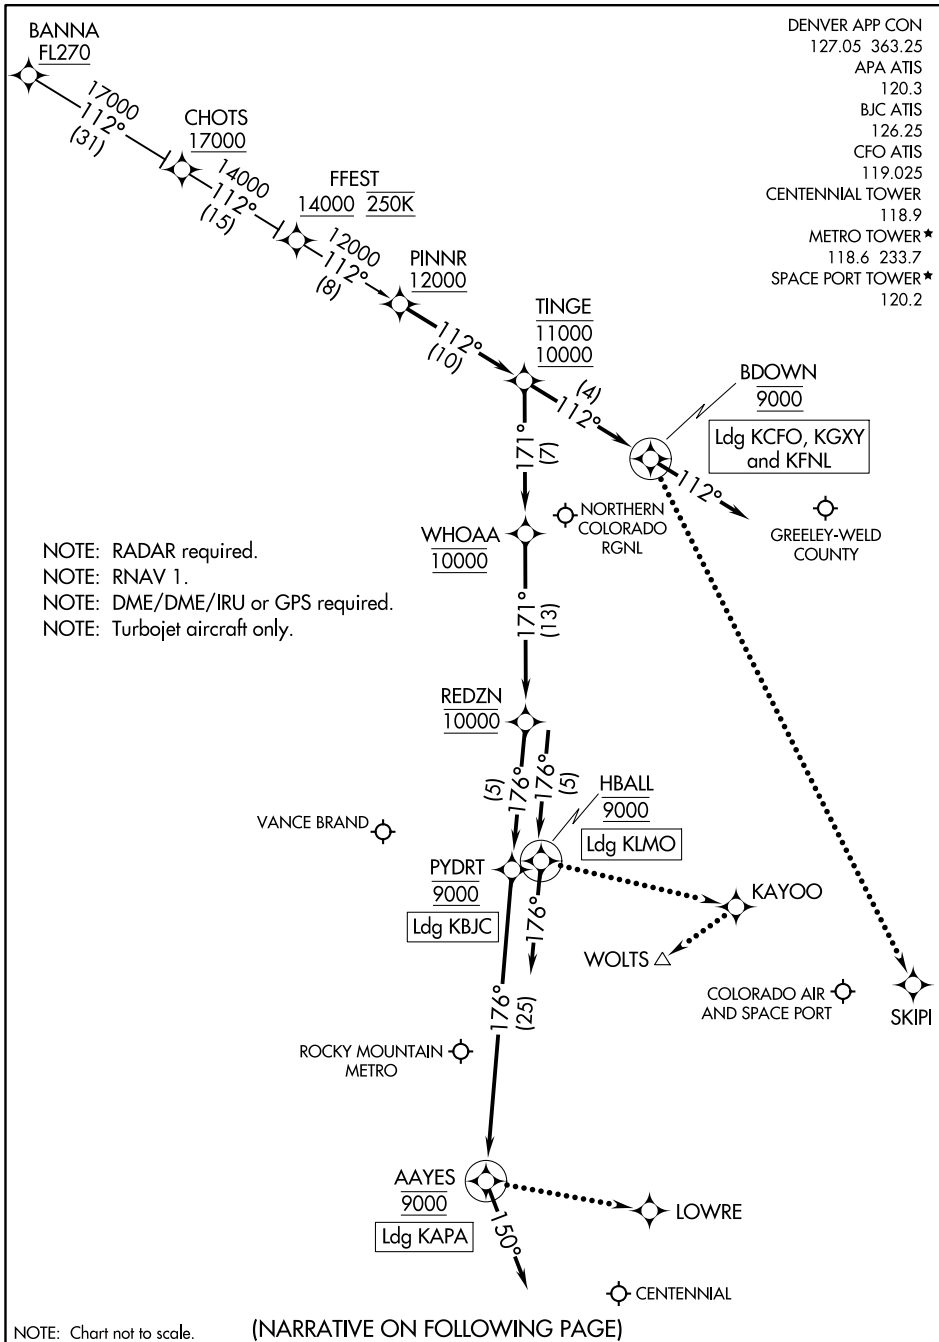 BANNA
FL270
17000
112°
(31)
CHOTS
17000
14000
112°
(15)
FFEST
14000 250K
12000
112°
(8)
PINNR
12000
112°
(10)
TINGE
11000
10000
(4)
112°
DENVER APP CON
127.05 363.25
APA ATIS
120.3
BJC ATIS
126.25
CFO ATIS
119.025
CENTENNIAL TOWER
118.9
METRO TOWER★
118.6 233.7
SPACE PORT TOWER★
120.2
BDOWN
9000
Ldg KCFO, KGXY
and KFNL
112°
GREELEY-WELD
COUNTY
171°
(7)
NORTHERN
COLORADO
RGNL
WHOAA
10000
NOTE: RADAR required.
NOTE: RNAV 1.
NOTE: DME/DME/IRU or GPS required.
NOTE: Turbojet aircraft only.
171°
(13)
REDZN
10000
(5)
176°
176°
(5)
HBALL
9000
Ldg KLMO
VANCE BRAND
PYDRT
9000
Ldg KBJC
176°
KAYOO
WOLTS
COLORADO AIR
AND SPACE PORT
SKIPI
176°
(25)
ROCKY MOUNTAIN
METRO
AAYES
9000
Ldg KAPA
150°
LOWRE
CENTENNIAL
NOTE: Chart not to scale.
(NARRATIVE ON FOLLOWING PAGE)